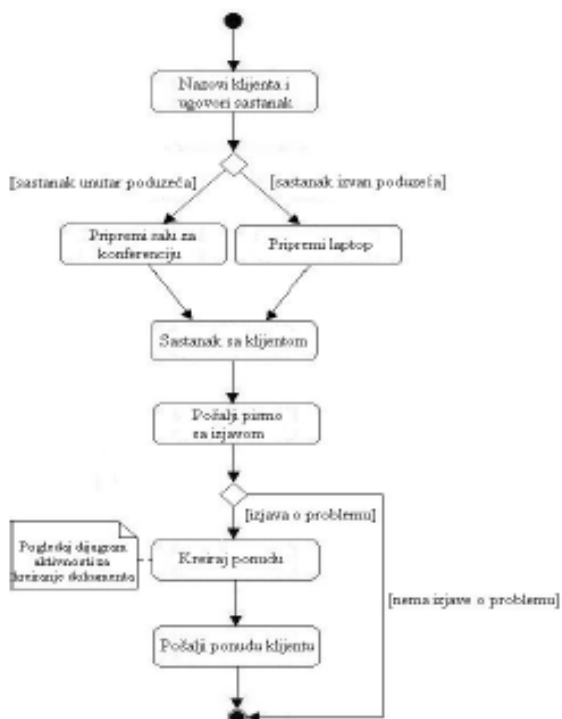 Nazovi klijenta i
ugovori sastanak
[sastanak unutar poduzeća]
[sastanak izvan poduzeća]
Pripremi salu za
konferenciju
Pripremi laptop
Sastanak sa klijentom
Pošalji pismo
sa izjavom
[izjava o problemu]
Pogledaj dijagram
aktivnosti za
kreiranje dokumenta
Kreiraj ponudu
[nema izjave o problemu]
Pošalji ponudu klijentu